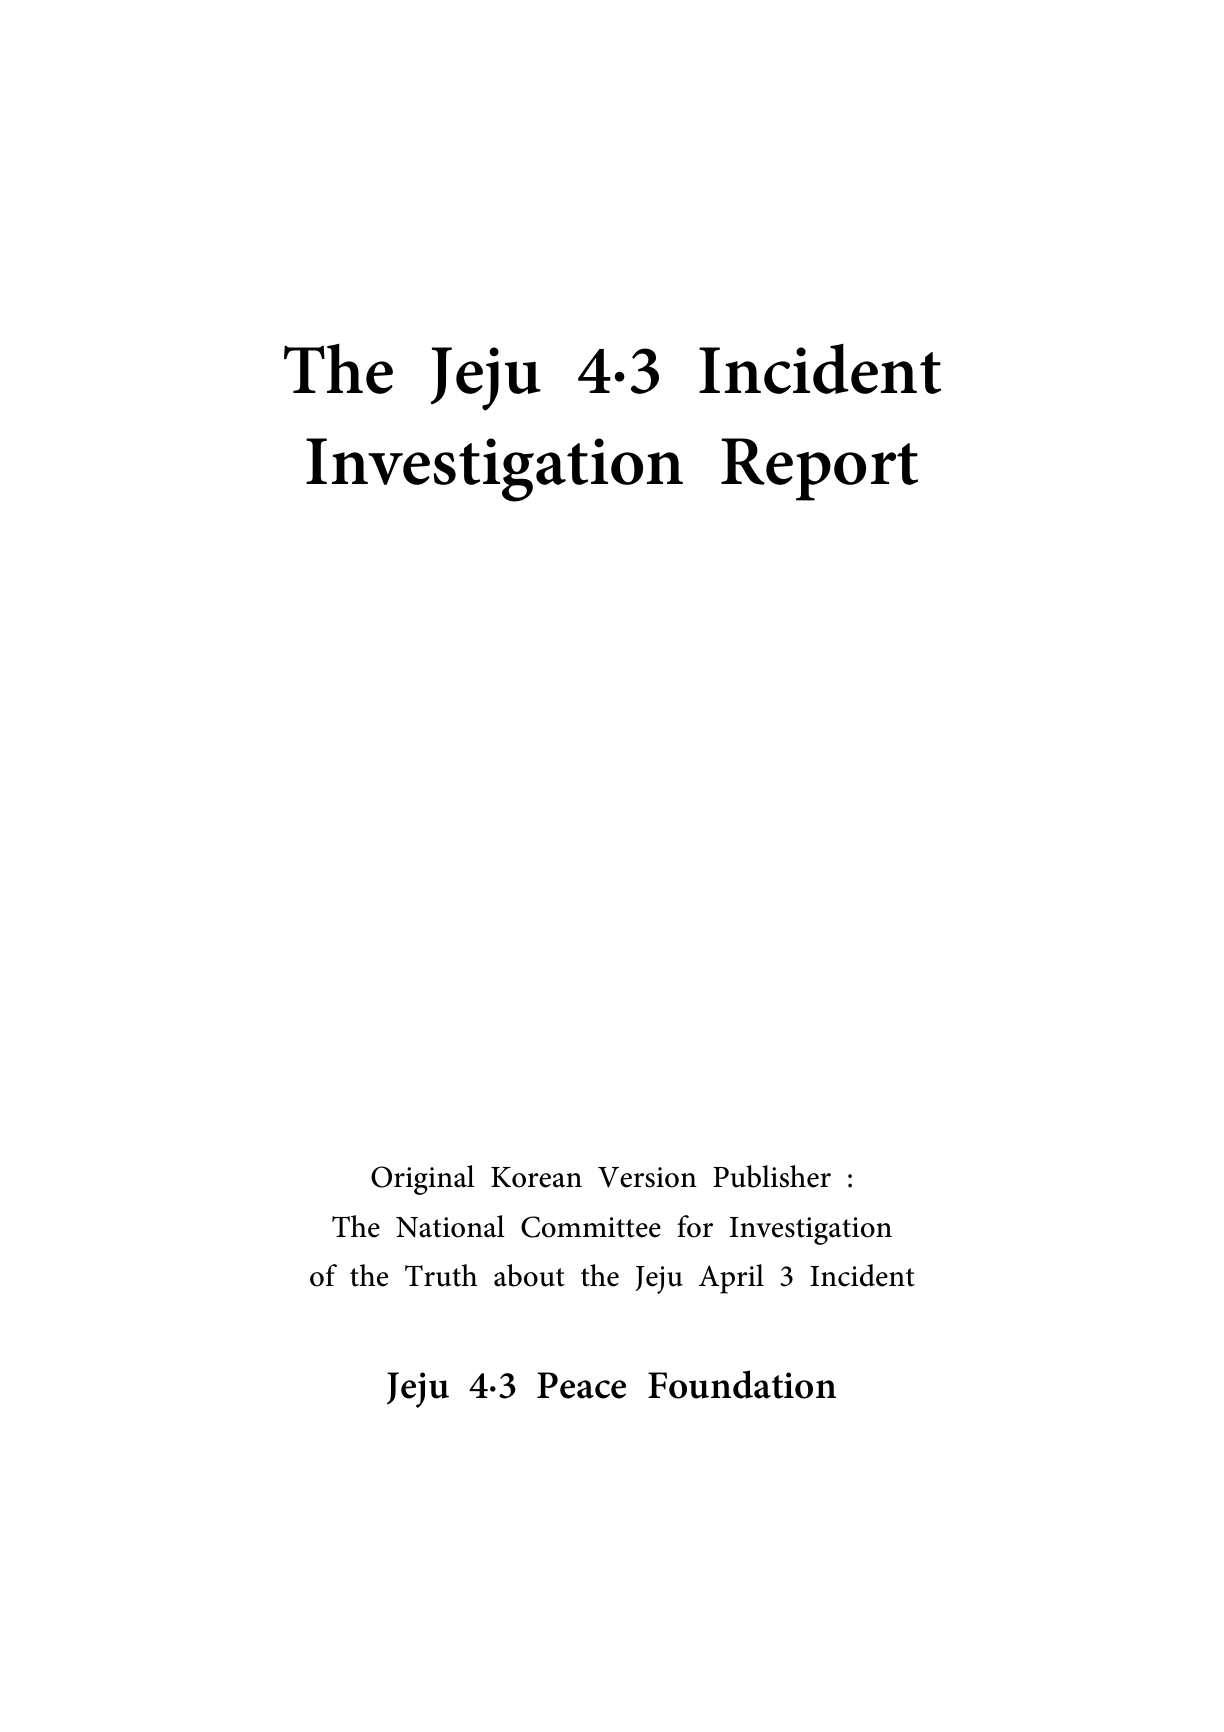 The Jeju 4·3 Incident
Investigation Report
Original Korean Version Publisher :
The National Committee for Investigation
of the Truth about the Jeju April 3 Incident
Jeju 4·3 Peace Foundation